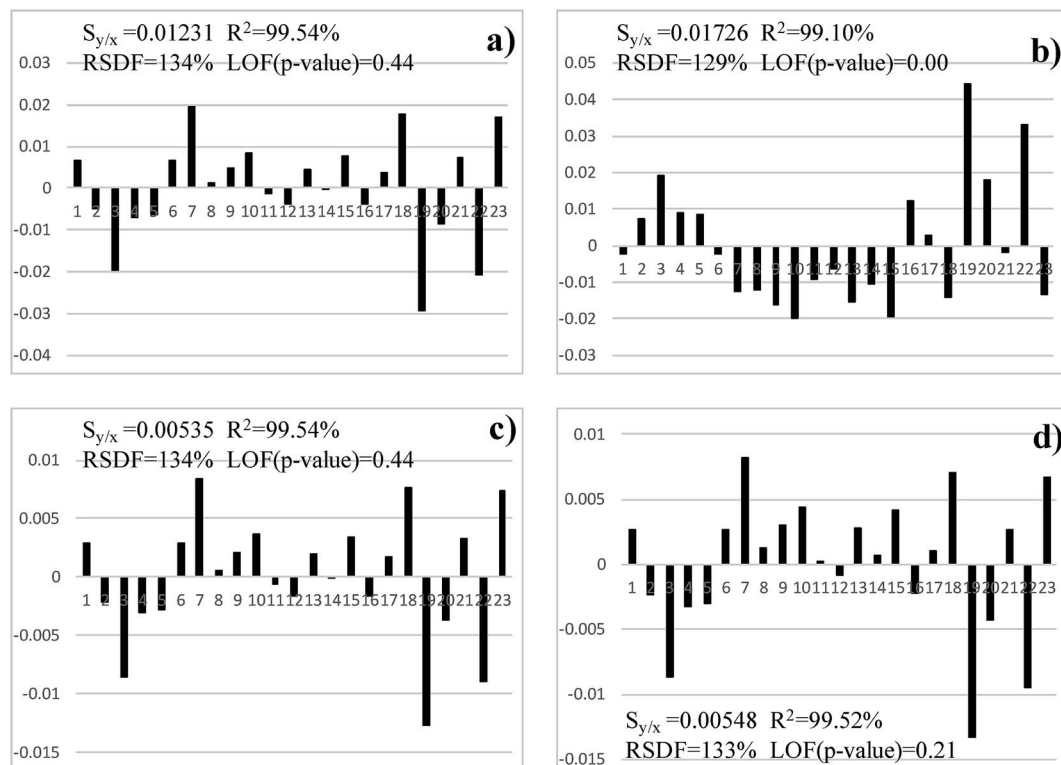 S_y/x =0.01231 R²=99.54%
RSDF=134% LOF(p-value)=0.44
a)
0.03
0.02
0.01
0
-0.01
-0.02
-0.03
-0.04
1 2 3 4 5 6 7 8 9 10 11 12 13 14 15 16 17 18 19 20 21 22 23
S_y/x =0.01726 R²=99.10%
RSDF=129% LOF(p-value)=0.00
b)
0.05
0.04
0.03
0.02
0.01
0
-0.01
-0.02
-0.03
1 2 3 4 5 6 7 8 9 10 11 12 13 14 15 16 17 18 19 20 21 22 23
S_y/x =0.00535 R²=99.54%
RSDF=134% LOF(p-value)=0.44
c)
0.01
0.005
0
-0.005
-0.01
-0.015
1 2 3 4 5 6 7 8 9 10 11 12 13 14 15 16 17 18 19 20 21 22 23
d)
0.01
0.005
0
-0.005
-0.01
-0.015
1 2 3 4 5 6 7 8 9 10 11 12 13 14 15 16 17 18 19 20 21 22 23
S_y/x =0.00548 R²=99.52%
RSDF=133% LOF(p-value)=0.21